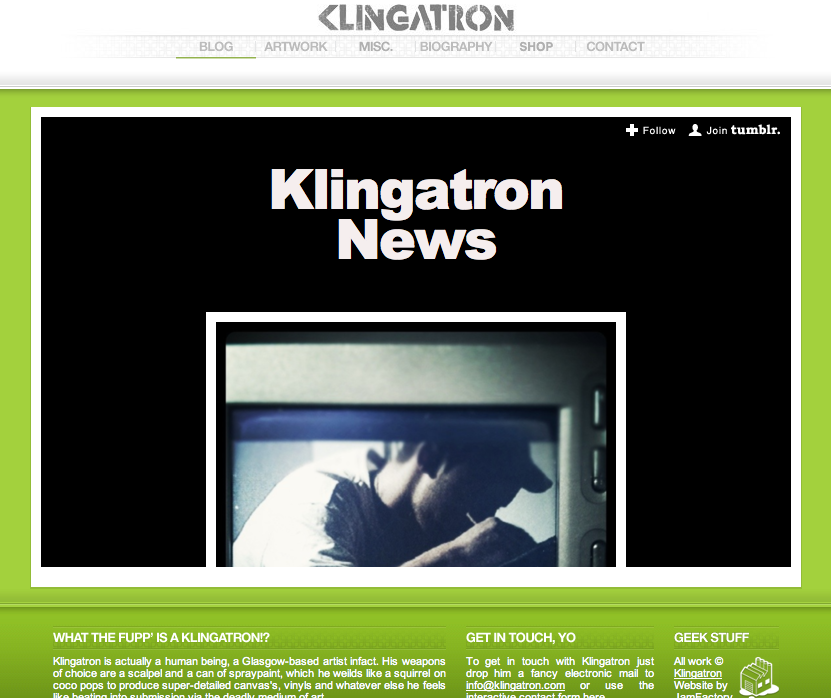 KLINGATRON
BLOG ARTWORK MISC. BIOGRAPHY SHOP CONTACT
Follow Join tumblr.
Klingatron
News
WHAT THE FUPP' IS A KLINGATRON!?
Klingatron is actually a human being, a Glasgow-based artist infact. His weapons
of choice are a scalpel and a can of spraypaint, which he weilds like a squirrel on
coco pops to produce super-detailed canvas's, vinyls and whatever else he feels
like beating into submission via the deadly medium of art.
GET IN TOUCH, YO
To get in touch with Klingatron just
drop him a fancy electronic mail to
info@klingatron.com or use the
interactive contact form here.
GEEK STUFF
All work ©
Klingatron
Website by
JamFactory